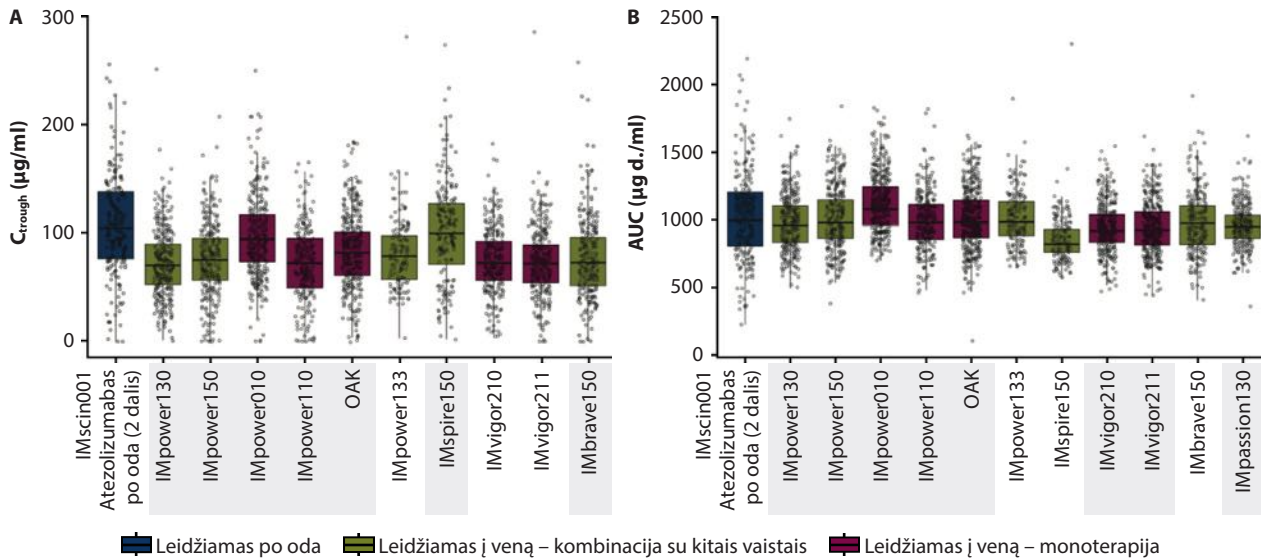 A
C trough (µg/ml)
300
200
100
0
IMscin001
Atezolizumabas
po oda (2 dalis)
IMpower130
IMpower150
IMpower010
IMpower110
OAK
IMpower133
IMspire150
IMvigor210
IMvigor211
IMbrave150
B
AUC (µg d./ml)
2500
2000
1500
1000
500
0
IMscin001
Atezolizumabas
po oda (2 dalis)
IMpower130
IMpower150
IMpower010
IMpower110
OAK
IMpower133
IMspire150
IMvigor210
IMvigor211
IMbrave150
IMpassion130
Leidžiamas po oda
Leidžiamas į veną – kombinacija su kitais vaistais
Leidžiamas į veną – monoterapija